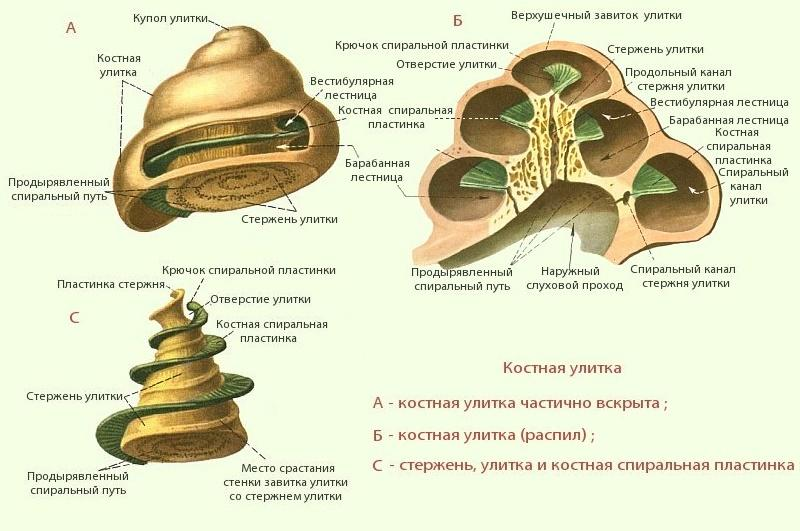 А
Купол улитки
Костная
улитка
Вестибулярная
лестница
Костная спиральная
пластинка
Барабанная
лестница
Продырявленный
спиральный путь
Стержень улитки
Б
Верхушечный завиток улитки
Крючок спиральной пластинки
Отверстие улитки
Стержень улитки
Продольный канал
стержня улитки
Вестибулярная лестница
Барабанная лестница
Костная
спиральная
пластинка
Спиральный
канал
улитки
Продырявленный
спиральный путь
Наружный
слуховой проход
Спиральный канал
стержня улитки
С
Пластинка стержня
Крючок спиральной пластинки
Отверстие улитки
Костная спиральная
пластинка
Стержень улитки
Продырявленный
спиральный путь
Место срастания
стенки завитка улитки
со стержнем улитки
Костная улитка
А - костная улитка частично вскрыта ;
Б - костная улитка (распил) ;
С - стержень, улитка и костная спиральная пластинка